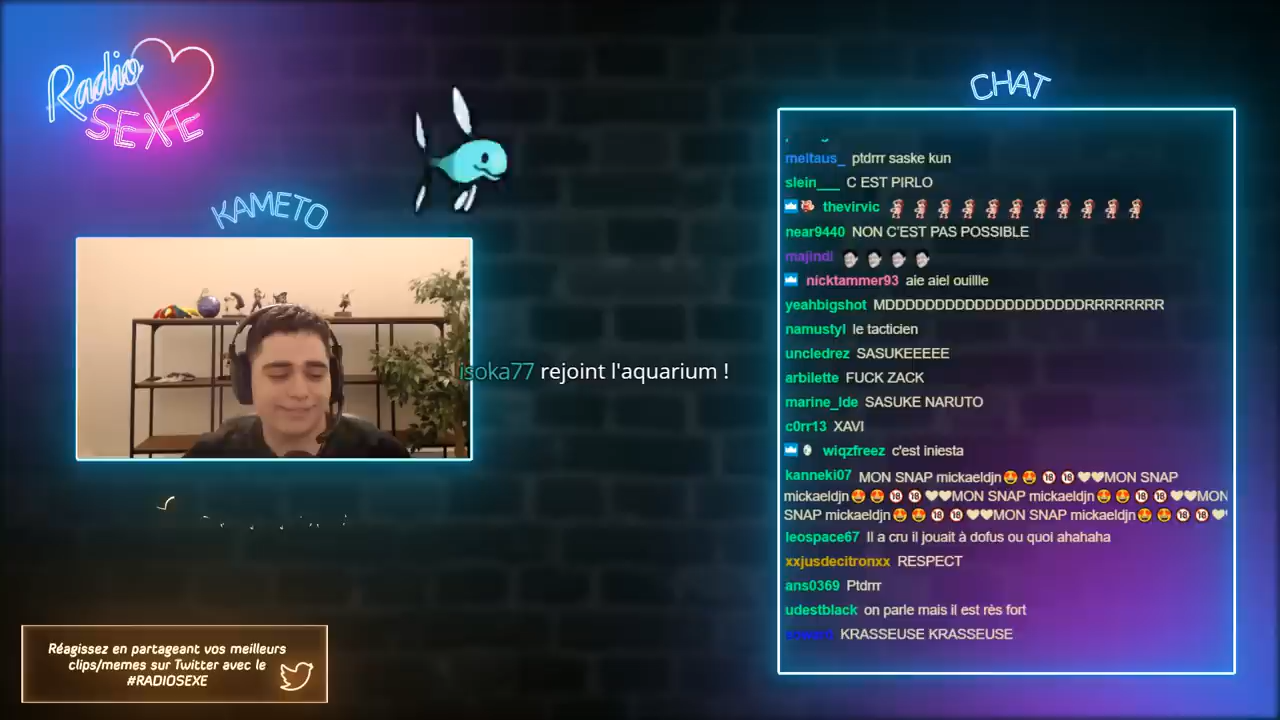 Radio
SEXE
KAMETO
isoka77 rejoint l'aquarium !
Réagissez en partageant vos meilleurs
clips/memes sur Twitter avec le
#RADIOSEXE
CHAT
meltaus_ ptdrrr saske kun
slein___ C EST PIRLO
thevirvic
near9440 NON C'EST PAS POSSIBLE
majindl
nicktammer93 aie aiel ouillle
yeahbigshot MDDDDDDDDDDDDDDDDDDDDRRRRRRRR
namustyl le tacticien
uncledrez SASUKEEEEE
arbilette FUCK ZACK
marine_lde SASUKE NARUTO
c0rr13 XAVI
wiqzfreez c'est iniesta
kanneki07 MON SNAP mickaeldjn🤩🤩🔞🔞🤍🤍MON SNAP
mickaeldjn🤩🤩🔞🔞🤍🤍MON SNAP mickaeldjn🤩🤩🔞🔞🤍🤍MON
SNAP mickaeldjn🤩🤩🔞🔞🤍🤍MON SNAP mickaeldjn🤩🤩🔞🔞🤍
leospace67 Il a cru il jouait à dofus ou quoi ahahaha
xxjusdecitronxx RESPECT
ans0369 Ptdrrr
udestblack on parle mais il est rès fort
KRASSEUSE KRASSEUSE